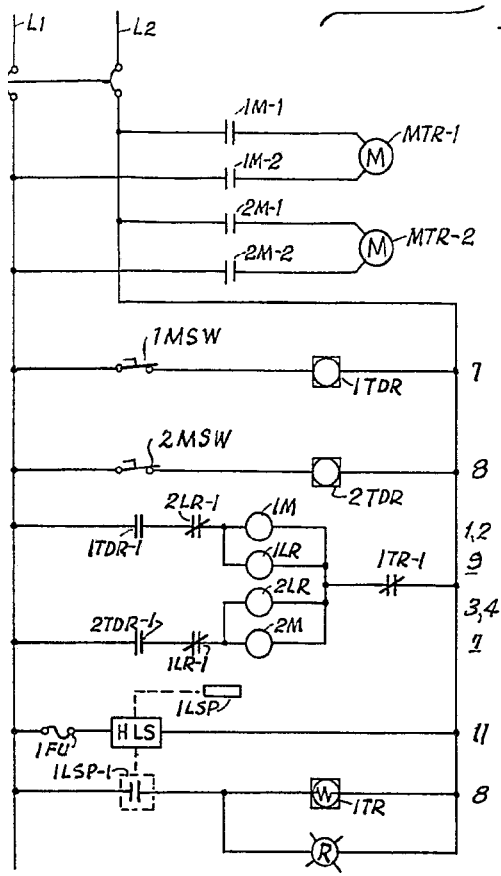 L1 L2
1M-1
MTR-1
M
1M-2
2M-1
MTR-2
M
2M-2
1MSW
7
1TDR
2MSW
8
2TDR
2LR-1 1M
1,2
1TDR-1
1LR 1TR-1
9
2LR
3,4
2TDR-1
2M
7
1LR-1
1LSP
HLS
11
1FU
1LSP-1
W
8
1TR
R